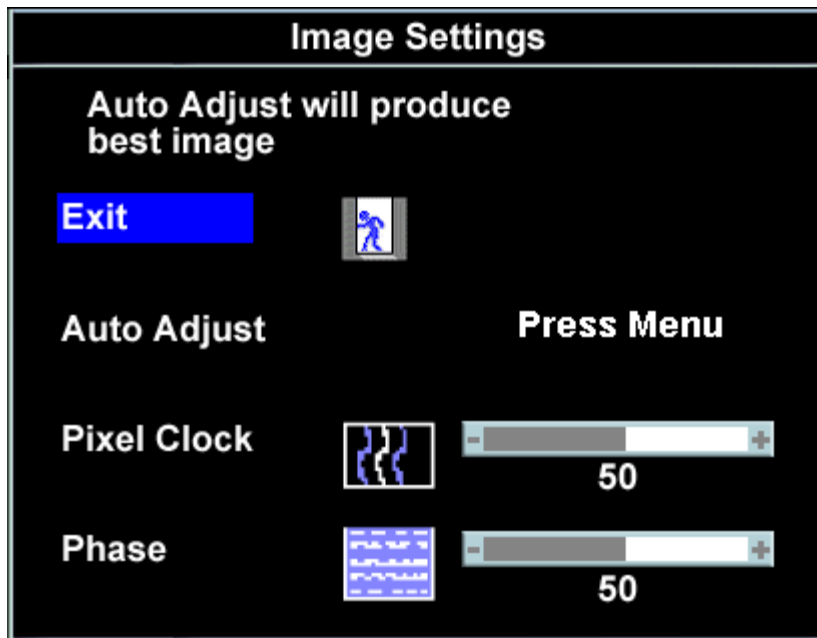 Image Settings
Auto Adjust will produce
best image
Exit
Auto Adjust Press Menu
Pixel Clock - +
50
Phase - +
50